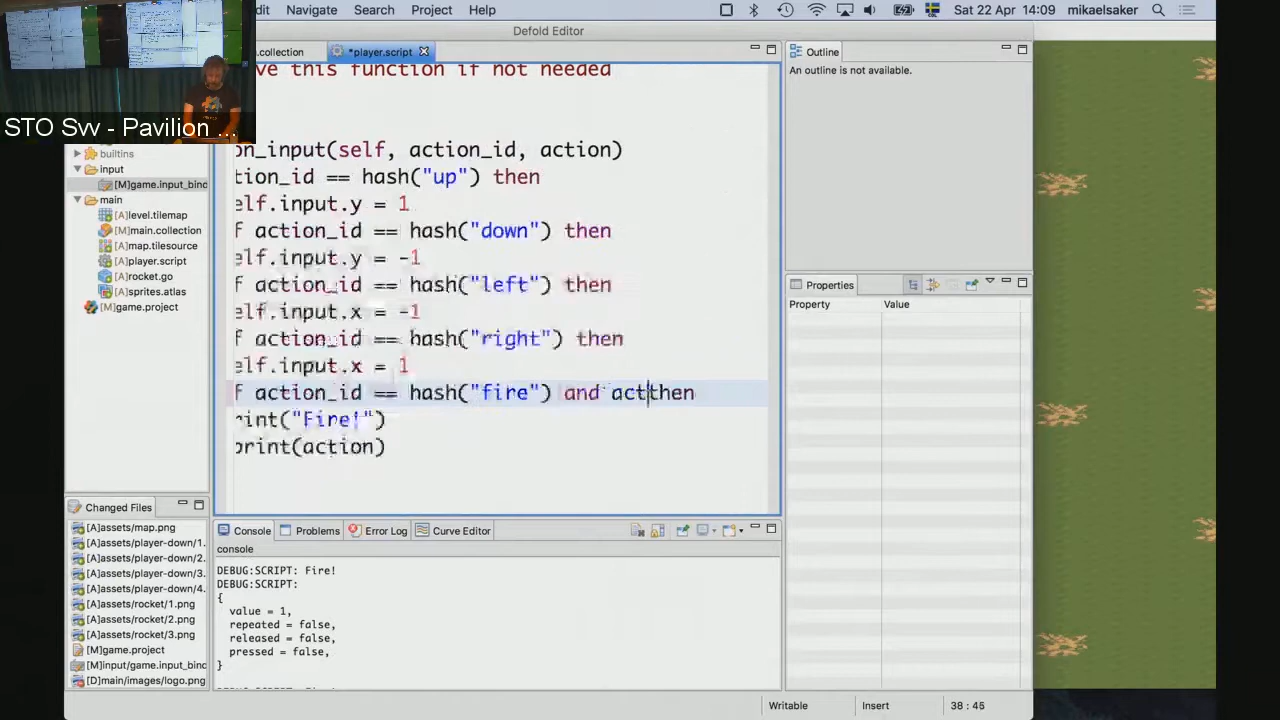 dit Navigate Search Project Help Sat 22 Apr 14:09 mikaelsaker
Defold Editor
STO Svv - Pavilion ...
n.collection
*player.script
ve this function if not needed
on_input(self, action_id, action)
tion_id == hash("up") then
elf.input.y = 1
f action_id == hash("down") then
elf.input.y = -1
f action_id == hash("left") then
elf.input.x = -1
f action_id == hash("right") then
elf.input.x = 1
f action_id == hash("fire") and actthen
rint("Fire!")
pprint(action)
builtins
input
[M]game.input_bind
main
[A]level.tilemap
[A]main.collection
[A]map.tilesource
[A]player.script
[A]rocket.go
[A]sprites.atlas
[M]game.project
Outline
An outline is not available.
Properties
Property Value
Changed Files
[A]assets/map.png
[A]assets/player-down/1.
[A]assets/player-down/2.
[A]assets/player-down/3.
[A]assets/player-down/4.
[A]assets/rocket/1.png
[A]assets/rocket/2.png
[A]assets/rocket/3.png
[M]game.project
[M]input/game.input_bind
[D]main/images/logo.png
Console Problems Error Log Curve Editor
console
DEBUG:SCRIPT: Fire!
DEBUG:SCRIPT:
{
value = 1,
repeated = false,
released = false,
pressed = false,
}
Writable Insert 38 : 45